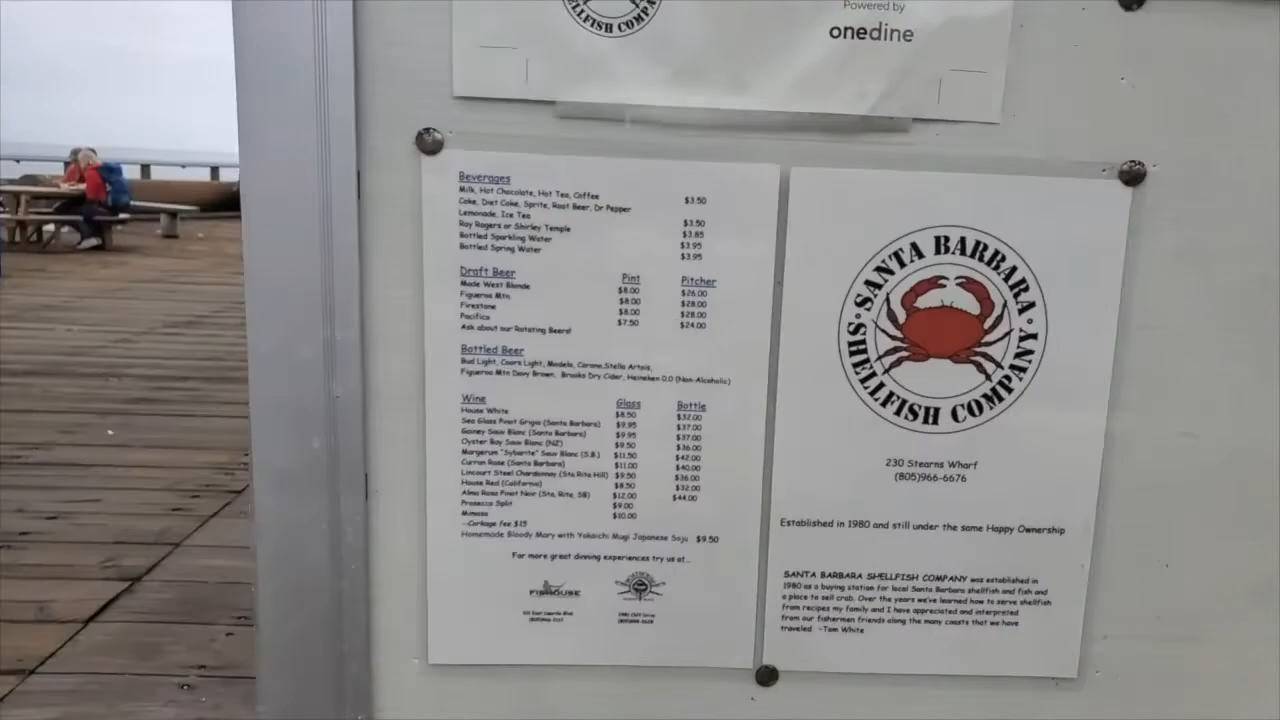 SHELLFISH COMPA
Powered by
onedine
Beverages
Milk, Hot Chocolate, Hot Tea, Coffee $3.50
Coke, Diet Coke, Sprite, Root Beer, Dr Pepper
Lemonade, Ice Tea $3.50
Roy Rogers or Shirley Temple $3.85
Bottled Sparkling Water $3.95
Bottled Spring Water $3.95
Draft Beer Pint Pitcher
Made West Blonde $8.00 $26.00
Figueroa Mtn $8.00 $28.00
Firestone $8.00 $28.00
Pacifico $7.50 $24.00
Ask about our Rotating Beers!
Bottled Beer
Bud Light, Coors Light, Modelo, Corona, Stella Artois,
Figueroa Mtn Davy Brown, Brooks Dry Cider, Heineken 0.0 (Non-Alcoholic)
Wine Glass Bottle
House White $8.50 $32.00
Sea Glass Pinot Grigio (Santa Barbara) $9.95 $37.00
Gainey Sauv Blanc (Santa Barbara) $9.95 $37.00
Oyster Bay Sauv Blanc (NZ) $9.50 $36.00
Margerum "Sybarite" Sauv Blanc (S.B.) $11.50 $42.00
Curran Rose (Santa Barbara) $11.00 $40.00
Lincourt Steel Chardonnay (Sta Rita Hill) $9.50 $36.00
House Red (California) $8.50 $32.00
Alma Rosa Pinot Noir (Sta. Rita, SB) $12.00 $44.00
Prosecco Split $9.00
Mimosa $10.00
--Corkage fee $15
Homemade Bloody Mary with Yokaichi Mugi Japanese Soju $9.50
For more great dinning experiences try us at...
FISHOUSE
SANTA BARBARA
SHELLFISH COMPANY
230 Stearns Wharf
(805)966-6676
Established in 1980 and still under the same Happy Ownership
SANTA BARBARA SHELLFISH COMPANY was established in
1980 as a buying station for local Santa Barbara shellfish and fish and
a place to sell crab. Over the years we've learned how to serve shellfish
from recipes my family and I have appreciated and interpreted
from our fishermen friends along the many coasts that we have
traveled. ~Tom White